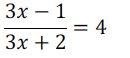 3x − 1
3x + 2 = 4